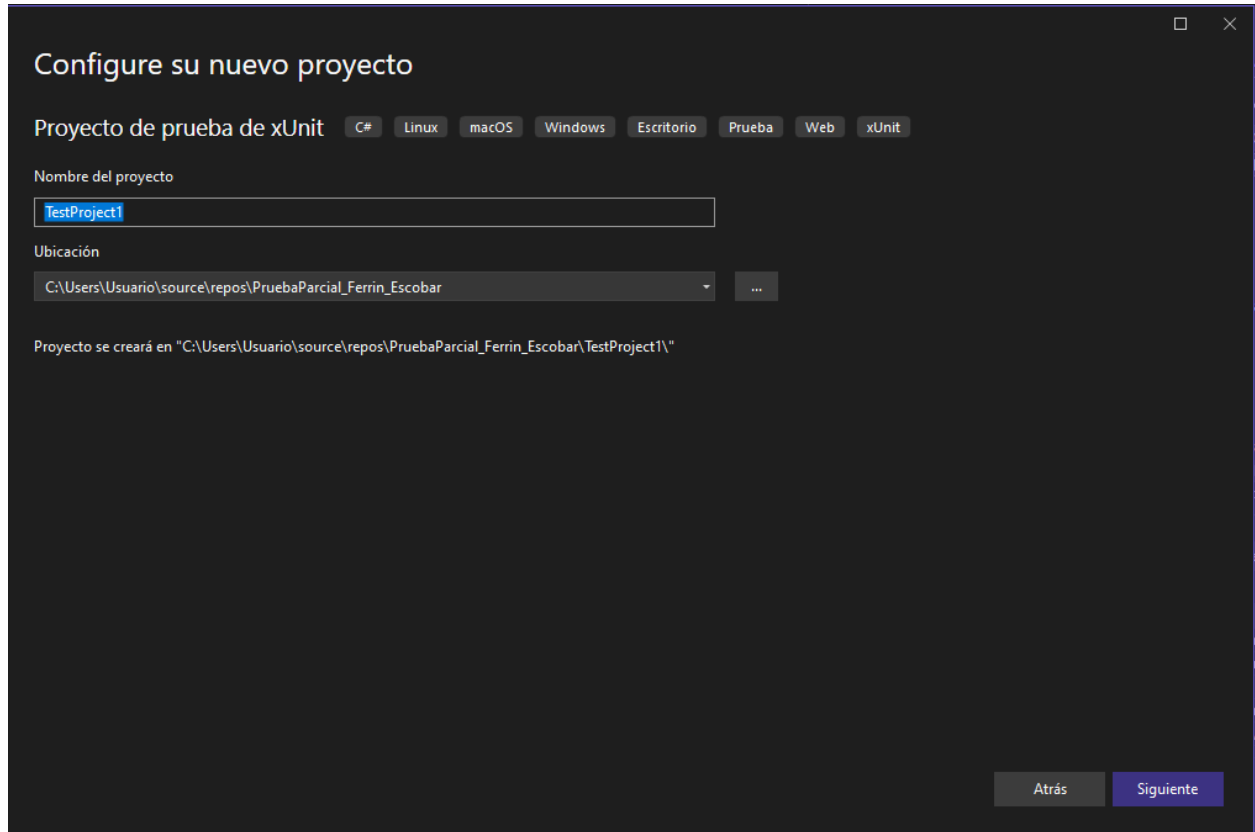 Configure su nuevo proyecto
Proyecto de prueba de xUnit C# Linux macOS Windows Escritorio Prueba Web xUnit
Nombre del proyecto
TestProject1
Ubicación
C:\Users\Usuario\source\repos\PruebaParcial_Ferrin_Escobar ...
Proyecto se creará en "C:\Users\Usuario\source\repos\PruebaParcial_Ferrin_Escobar\TestProject1\"
Atrás Siguiente